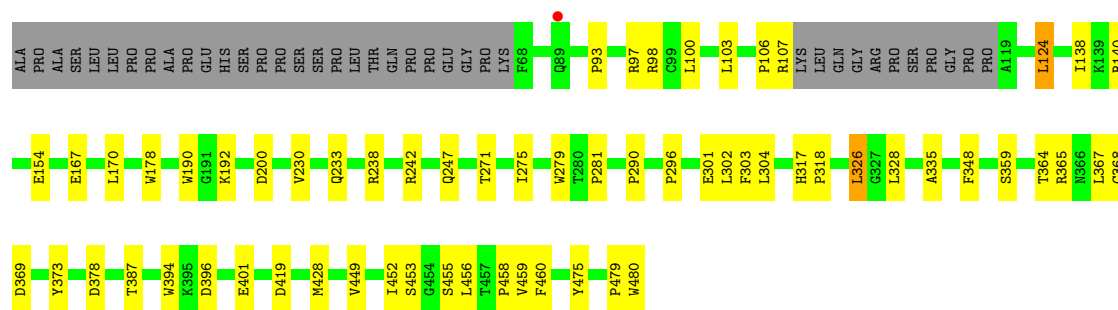 ALA PRO ALA SER LEU LEU PRO PRO ALA PRO GLU HIS SER PRO PRO SER SER PRO LEU THR GLN PRO PRO GLU GLY PRO LYS F68 Q89 P93 R97 R98 C99 L100 L103 P106 R107 LYS LEU GLN GLY ARG PRO SER PRO GLY PRO PRO A119 L124 I138 K139
E154 E167 L170 W178 W190 G191 K192 D200 V230 Q233 R238 R242 Q247 T271 I275 W279 T280 P281 P290 P296 E301 L302 F303 L304 H317 P318 L326 G327 L328 A335 F348 S359 T364 R365 N366 L367 C368
D369 Y373 D378 T387 W394 K395 D396 E401 D419 M428 V449 I452 S453 G454 S455 L456 T457 P458 V459 F460 Y475 P479 W480